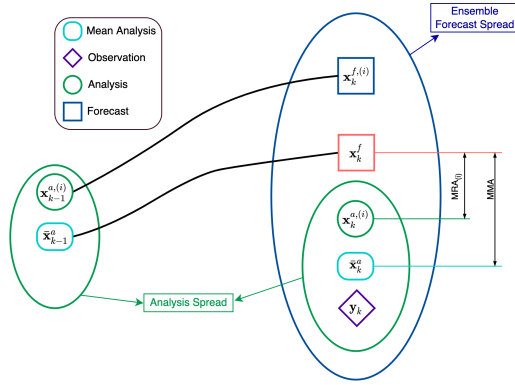 Ensemble
Forecast Spread
Mean Analysis
Observation
Analysis
Forecast
x_k^{f,(i)}
x_k^f
x_{k-1}^{a,(i)}
x_k^{a,(i)}
x̄_{k-1}^a
x̄_k^a
y_k
MRA(i)
MMA
Analysis Spread